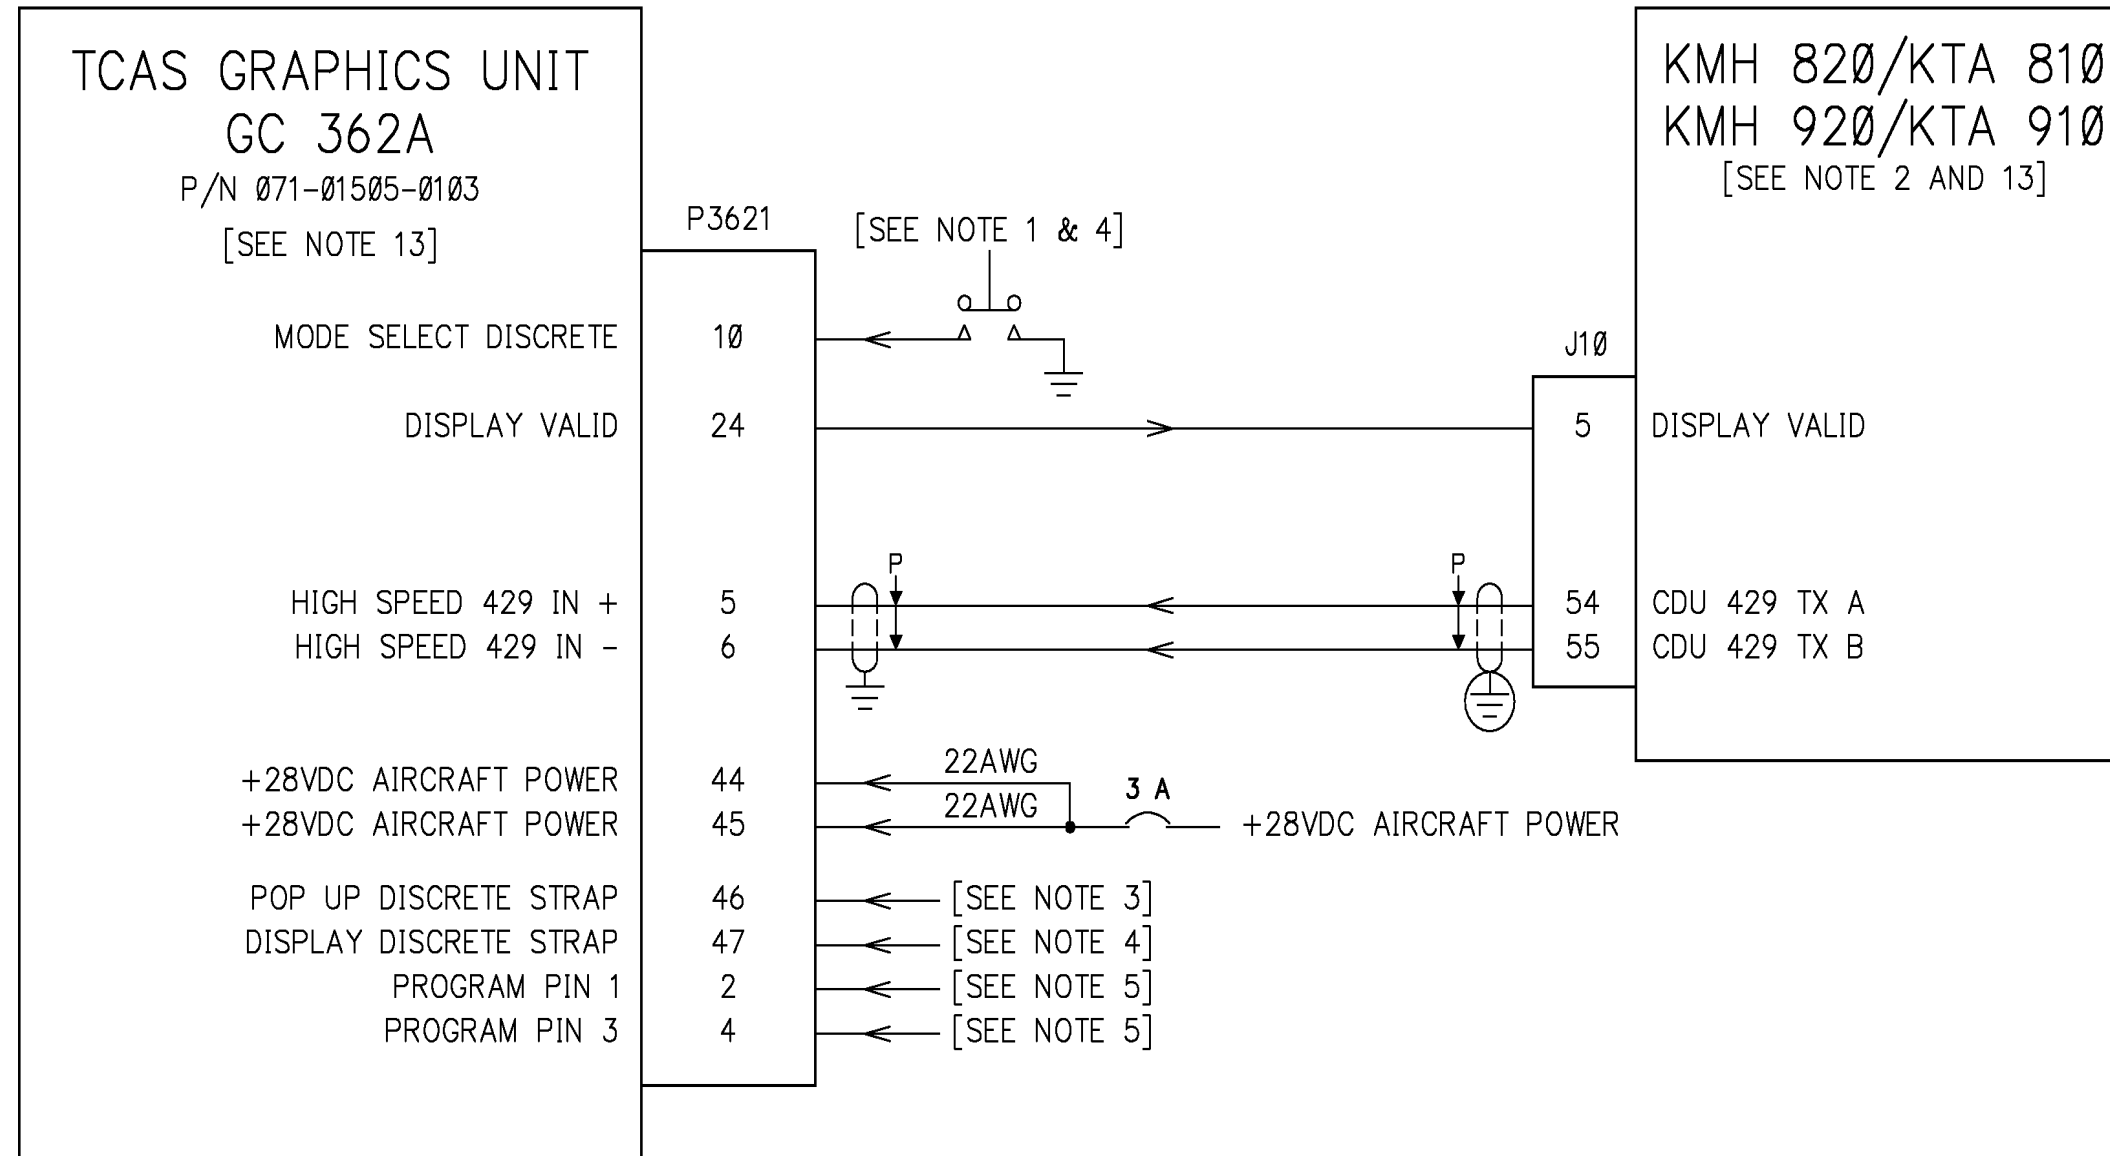 TCAS GRAPHICS UNIT
GC 362A
P/N Ø71-Ø15Ø5-Ø1Ø3
[SEE NOTE 13]
P3621
[SEE NOTE 1 & 4]
KMH 82Ø/KTA 81Ø
KMH 92Ø/KTA 91Ø
[SEE NOTE 2 AND 13]
J1Ø
MODE SELECT DISCRETE 1Ø
DISPLAY VALID 24
5 DISPLAY VALID
P
P
HIGH SPEED 429 IN + 5
54 CDU 429 TX A
HIGH SPEED 429 IN - 6
55 CDU 429 TX B
+28VDC AIRCRAFT POWER 44 22AWG
+28VDC AIRCRAFT POWER 45 22AWG 3 A +28VDC AIRCRAFT POWER
POP UP DISCRETE STRAP 46 [SEE NOTE 3]
DISPLAY DISCRETE STRAP 47 [SEE NOTE 4]
PROGRAM PIN 1 2 [SEE NOTE 5]
PROGRAM PIN 3 4 [SEE NOTE 5]